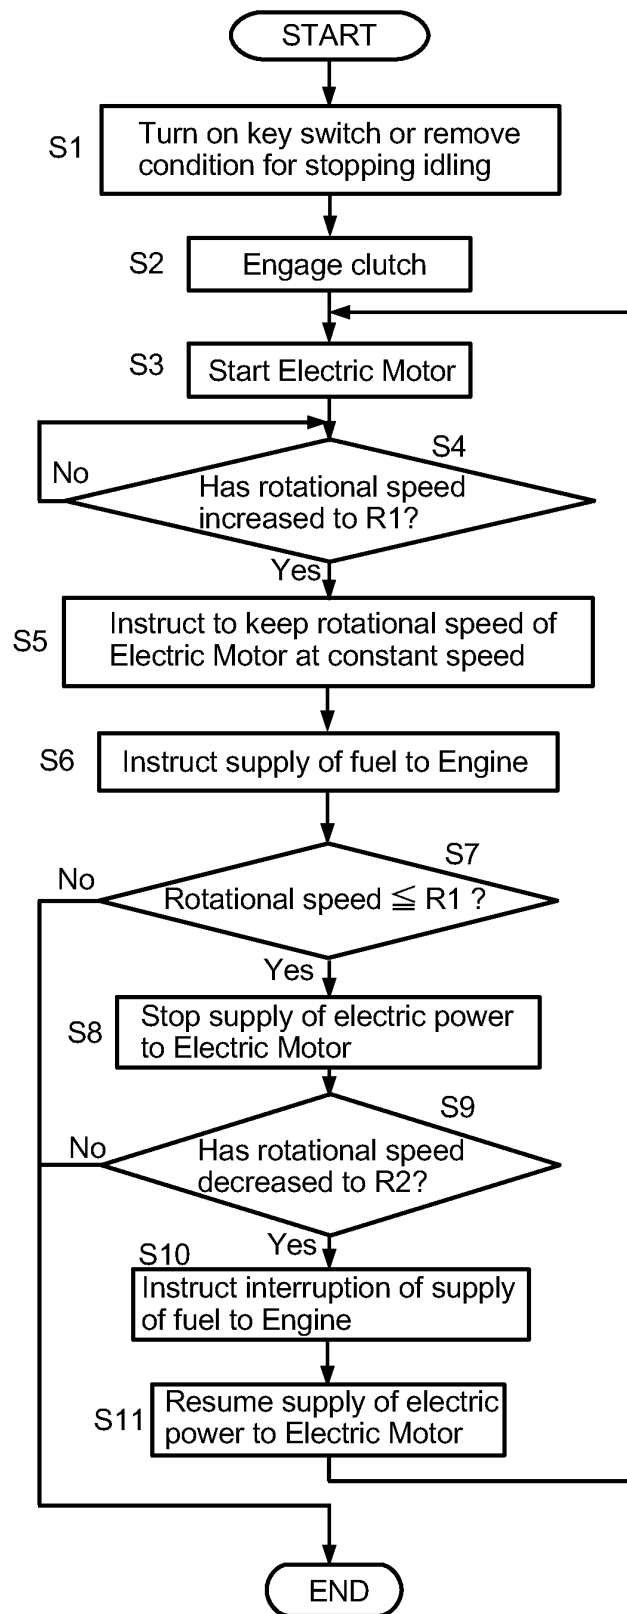 START
S1
Turn on key switch or remove
condition for stopping idling
S2
Engage clutch
S3
Start Electric Motor
S4
No
Has rotational speed
increased to R1?
Yes
S5
Instruct to keep rotational speed of
Electric Motor at constant speed
S6
Instruct supply of fuel to Engine
S7
No
Rotational speed ≦ R1 ?
Yes
S8
Stop supply of electric power
to Electric Motor
S9
No
Has rotational speed
decreased to R2?
Yes
S10
Instruct interruption of supply
of fuel to Engine
S11
Resume supply of electric
power to Electric Motor
END